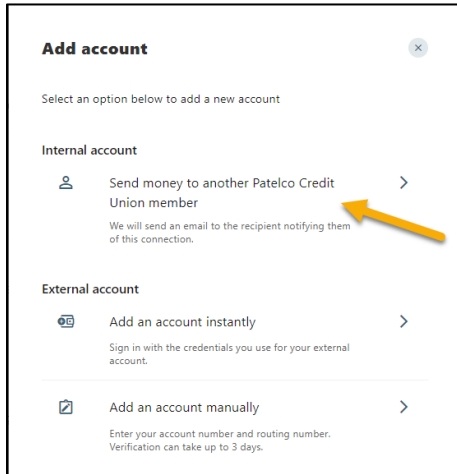 Add account
Select an option below to add a new account
Internal account
Send money to another Patelco Credit
Union member
We will send an email to the recipient notifying them
of this connection.
External account
Add an account instantly
Sign in with the credentials you use for your external
account.
Add an account manually
Enter your account number and routing number.
Verification can take up to 3 days.